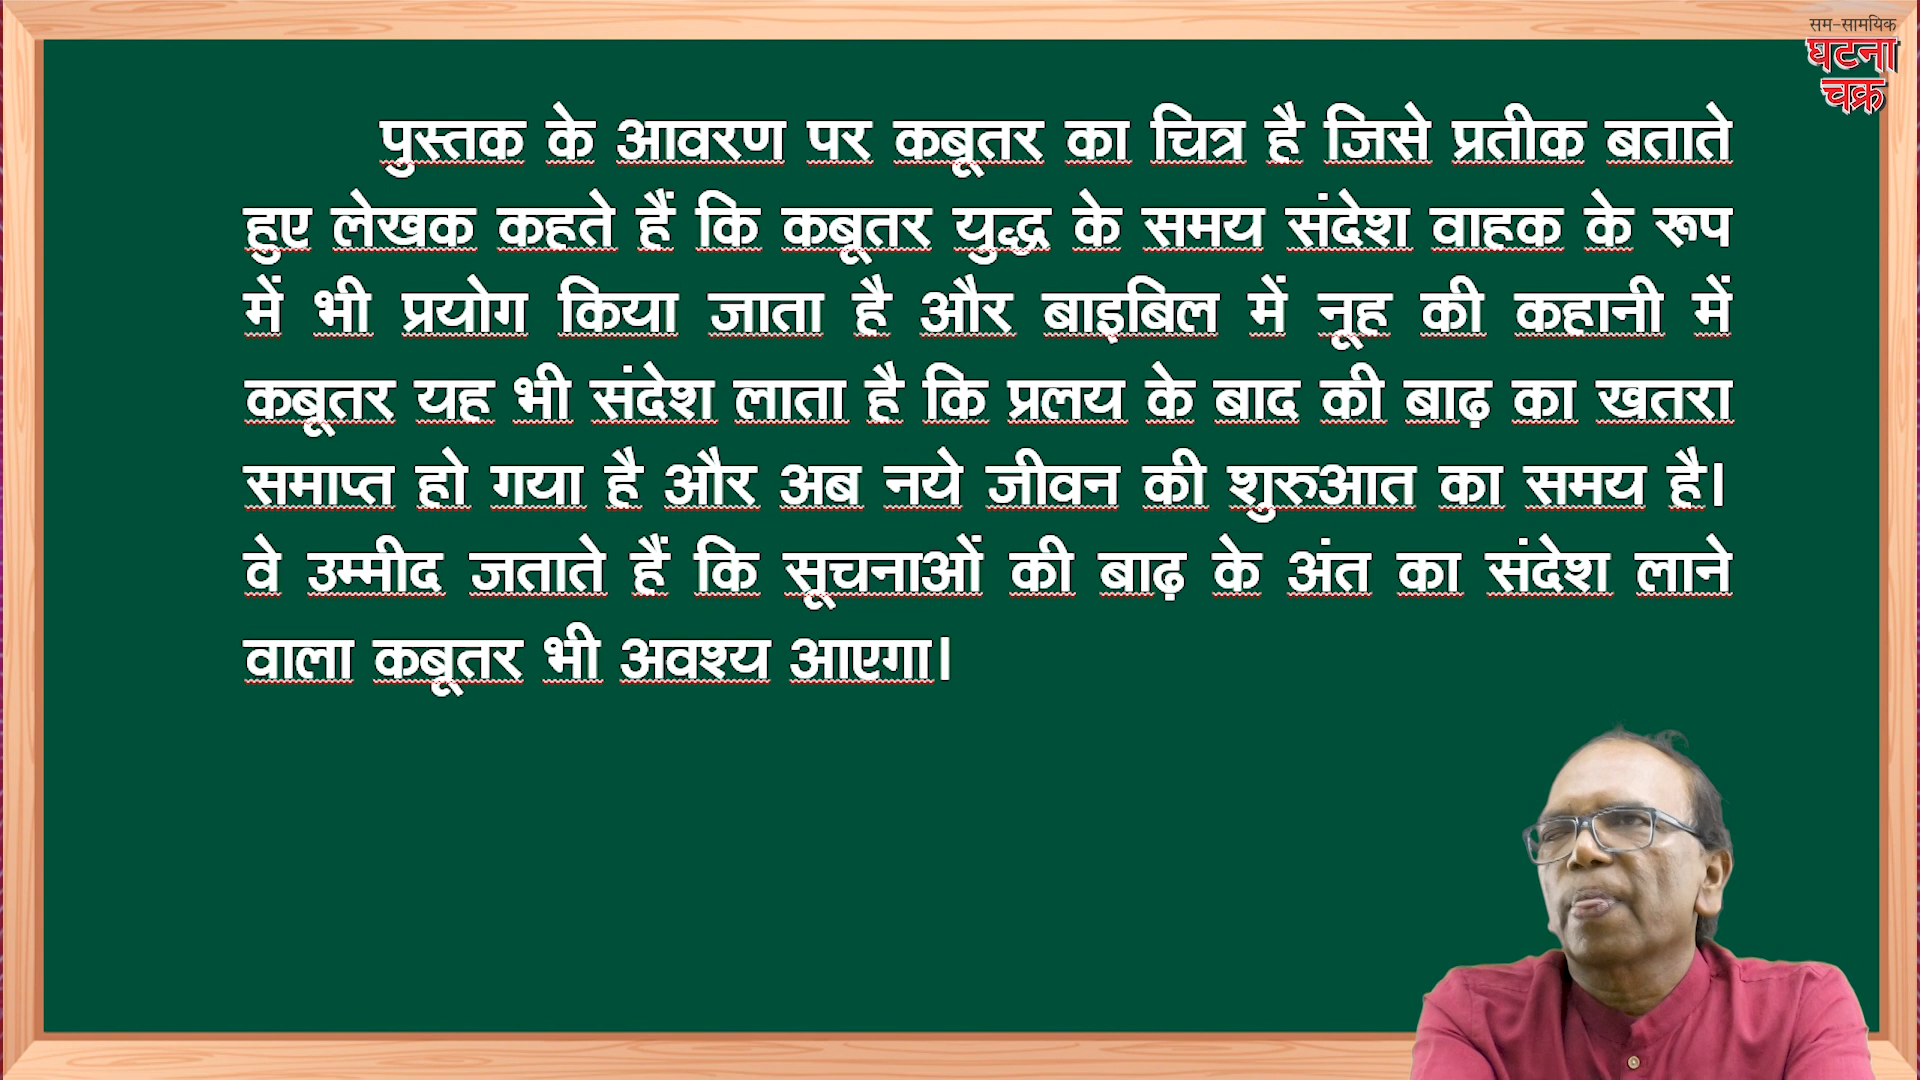 सम-सामयिक
घटना
चक्र
पुस्तक के आवरण पर कबूतर का चित्र है जिसे प्रतीक बताते
हुए लेखक कहते हैं कि कबूतर युद्ध के समय संदेश वाहक के रूप
में भी प्रयोग किया जाता है और बाइबिल में नूह की कहानी में
कबूतर यह भी संदेश लाता है कि प्रलय के बाद की बाढ़ का खतरा
समाप्त हो गया है और अब नये जीवन की शुरुआत का समय है।
वे उम्मीद जताते हैं कि सूचनाओं की बाढ़ के अंत का संदेश लाने
वाला कबूतर भी अवश्य आएगा।